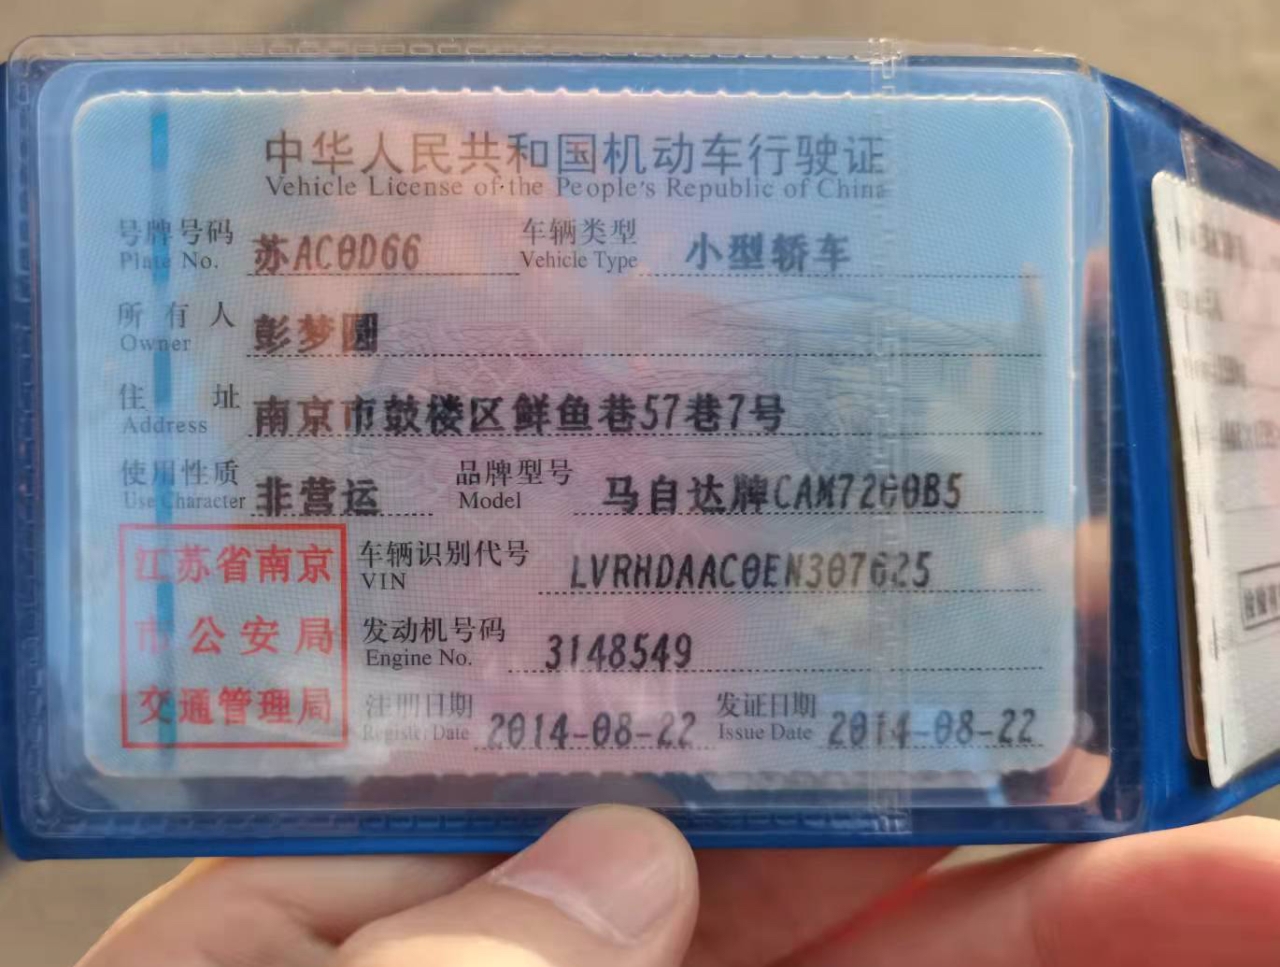 中华人民共和国机动车行驶证
Vehicle License of the People's Republic of China
号牌号码 苏AC0D66 车辆类型 小型轿车
Plate No. Vehicle Type
所有人 彭梦圆
Owner
住址 南京市鼓楼区鲜鱼巷57巷7号
Address
使用性质 非营运 品牌型号 马自达牌CAM7200B5
Use Character Model
江苏省南京
市公安局
交通管理局
车辆识别代号 LVRHDAAC0EN307625
VIN
发动机号码 3148549
Engine No.
注册日期 2014-08-22 发证日期 2014-08-22
Register Date Issue Date